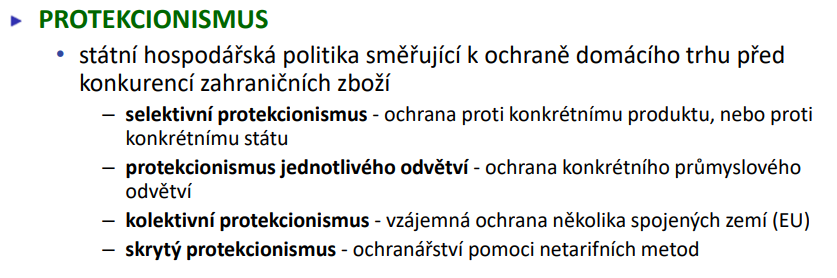 ► PROTEKCIONISMUS
• státní hospodářská politika směřující k ochraně domácího trhu před
konkurencí zahraničních zboží
– selektivní protekcionismus - ochrana proti konkrétnímu produktu, nebo proti
konkrétnímu státu
– protekcionismus jednotlivého odvětví - ochrana konkrétního průmyslového
odvětví
– kolektivní protekcionismus - vzájemná ochrana několika spojených zemí (EU)
– skrytý protekcionismus - ochranářství pomoci netarifních metod